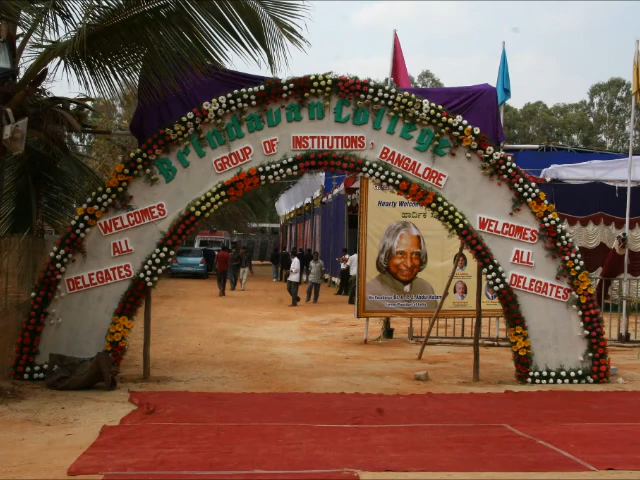 Brindavan College
GROUP OF INSTITUTIONS, BANGALORE
WELCOMES
ALL
DELEGATES
WELCOMES
ALL
DELEGATES
Hearty Welcome
ಹಾರ್ದಿಕ